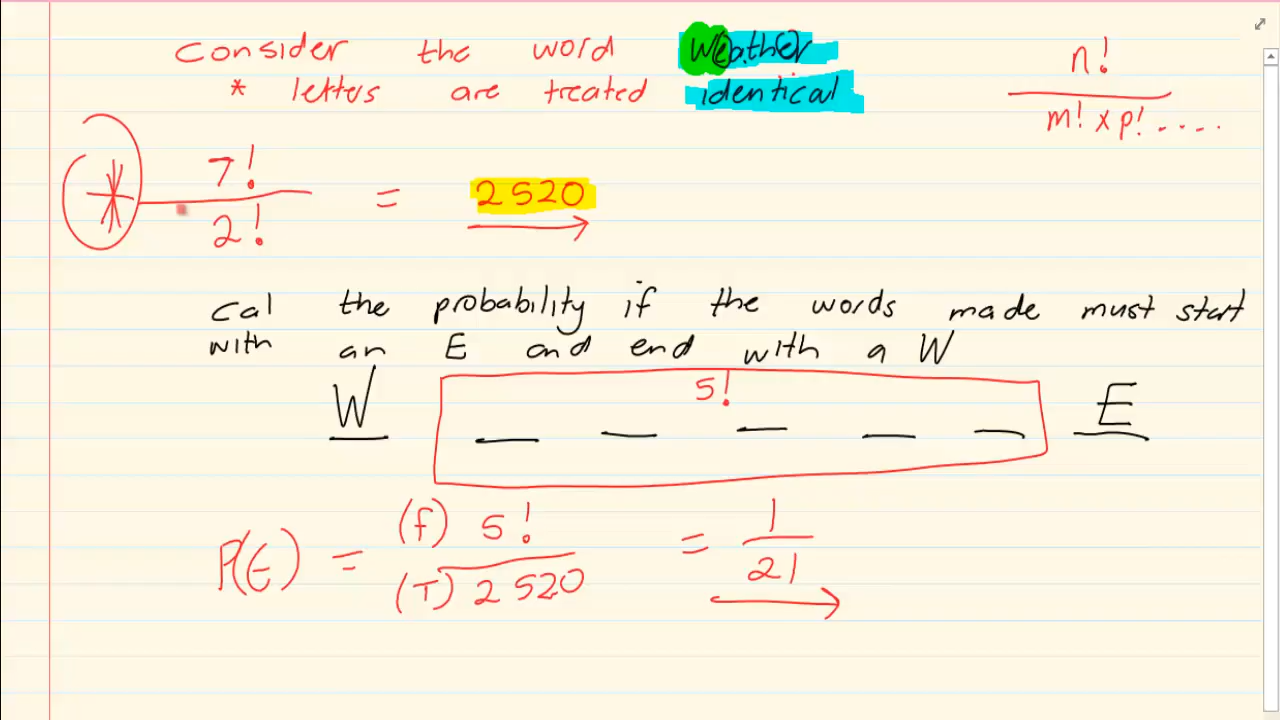 consider the word Weather
* letters are treated identical
n!
m! x p! .....
* 7!
2!
= 2520
cal the probability if the words made must start
with an E and end with a W
5!
W _ _ _ _ _ E
P(E) = (f) 5!
(T) 2520
= 1
21